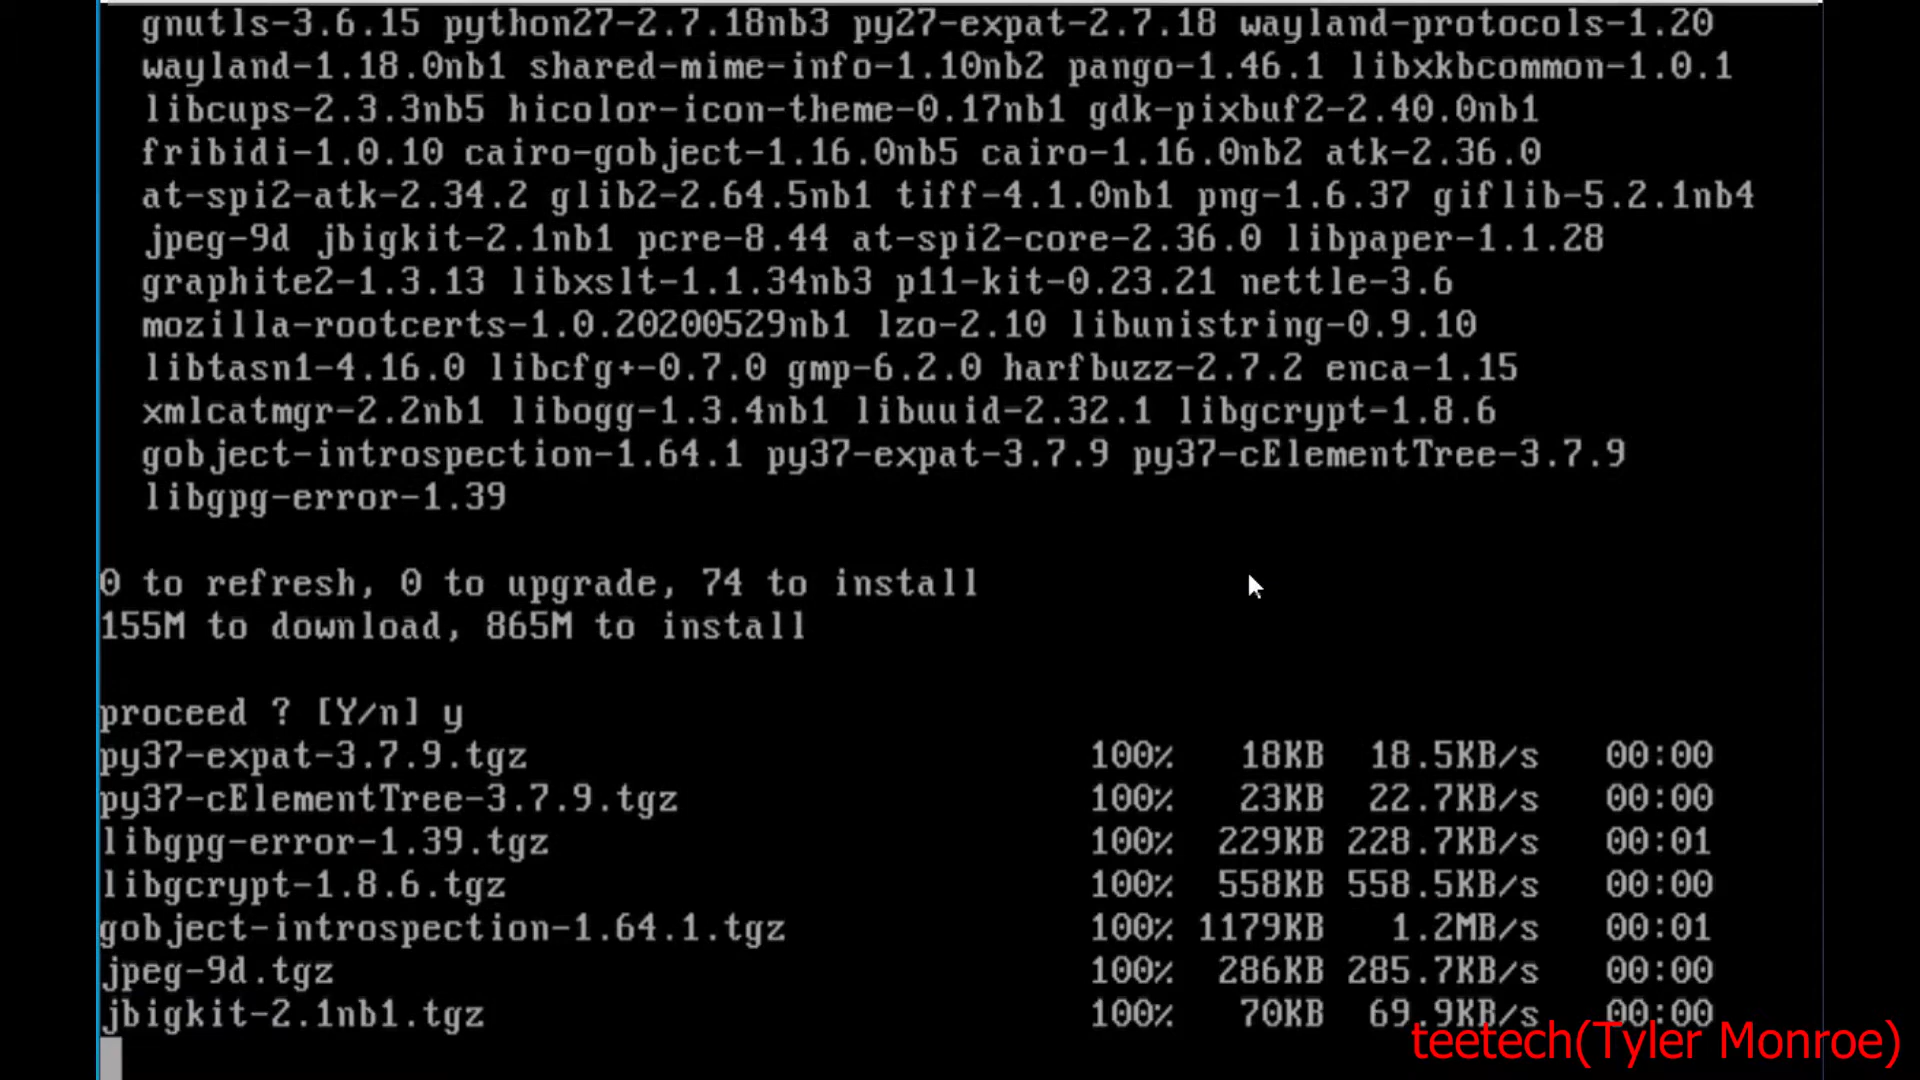 gnutls-3.6.15 python27-2.7.18nb3 py27-expat-2.7.18 wayland-protocols-1.20
wayland-1.18.0nb1 shared-mime-info-1.10nb2 pango-1.46.1 libxkbcommon-1.0.1
libcups-2.3.3nb5 hicolor-icon-theme-0.17nb1 gdk-pixbuf2-2.40.0nb1
fribidi-1.0.10 cairo-gobject-1.16.0nb5 cairo-1.16.0nb2 atk-2.36.0
at-spi2-atk-2.34.2 glib2-2.64.5nb1 tiff-4.1.0nb1 png-1.6.37 giflib-5.2.1nb4
jpeg-9d jbigkit-2.1nb1 pcre-8.44 at-spi2-core-2.36.0 libpaper-1.1.28
graphite2-1.3.13 libxslt-1.1.34nb3 p11-kit-0.23.21 nettle-3.6
mozilla-rootcerts-1.0.20200529nb1 lzo-2.10 libunistring-0.9.10
libtasn1-4.16.0 libcfg+-0.7.0 gmp-6.2.0 harfbuzz-2.7.2 enca-1.15
xmlcatmgr-2.2nb1 libogg-1.3.4nb1 libuuid-2.32.1 libgcrypt-1.8.6
gobject-introspection-1.64.1 py37-expat-3.7.9 py37-cElementTree-3.7.9
libgpg-error-1.39
0 to refresh, 0 to upgrade, 74 to install
155M to download, 865M to install
proceed ? [Y/n] y
py37-expat-3.7.9.tgz 100% 18KB 18.5KB/s 00:00
py37-cElementTree-3.7.9.tgz 100% 23KB 22.7KB/s 00:00
libgpg-error-1.39.tgz 100% 229KB 228.7KB/s 00:01
libgcrypt-1.8.6.tgz 100% 558KB 558.5KB/s 00:00
gobject-introspection-1.64.1.tgz 100% 1179KB 1.2MB/s 00:01
jpeg-9d.tgz 100% 286KB 285.7KB/s 00:00
jbigkit-2.1nb1.tgz 100% 70KB 69.9KB/s 00:00
teetech(Tyler Monroe)